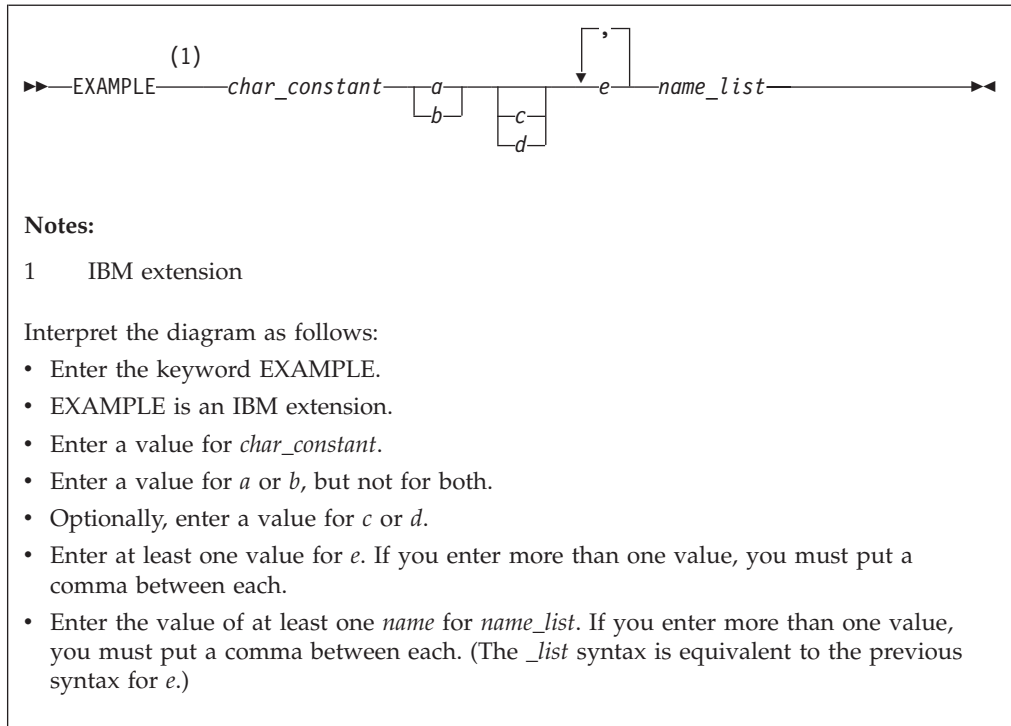 ,
(1)
EXAMPLE char_constant a e name_list
b c
d
Notes:
1 IBM extension
Interpret the diagram as follows:
• Enter the keyword EXAMPLE.
• EXAMPLE is an IBM extension.
• Enter a value for char_constant.
• Enter a value for a or b, but not for both.
• Optionally, enter a value for c or d.
• Enter at least one value for e. If you enter more than one value, you must put a
comma between each.
• Enter the value of at least one name for name_list. If you enter more than one value,
you must put a comma between each. (The _list syntax is equivalent to the previous
syntax for e.)